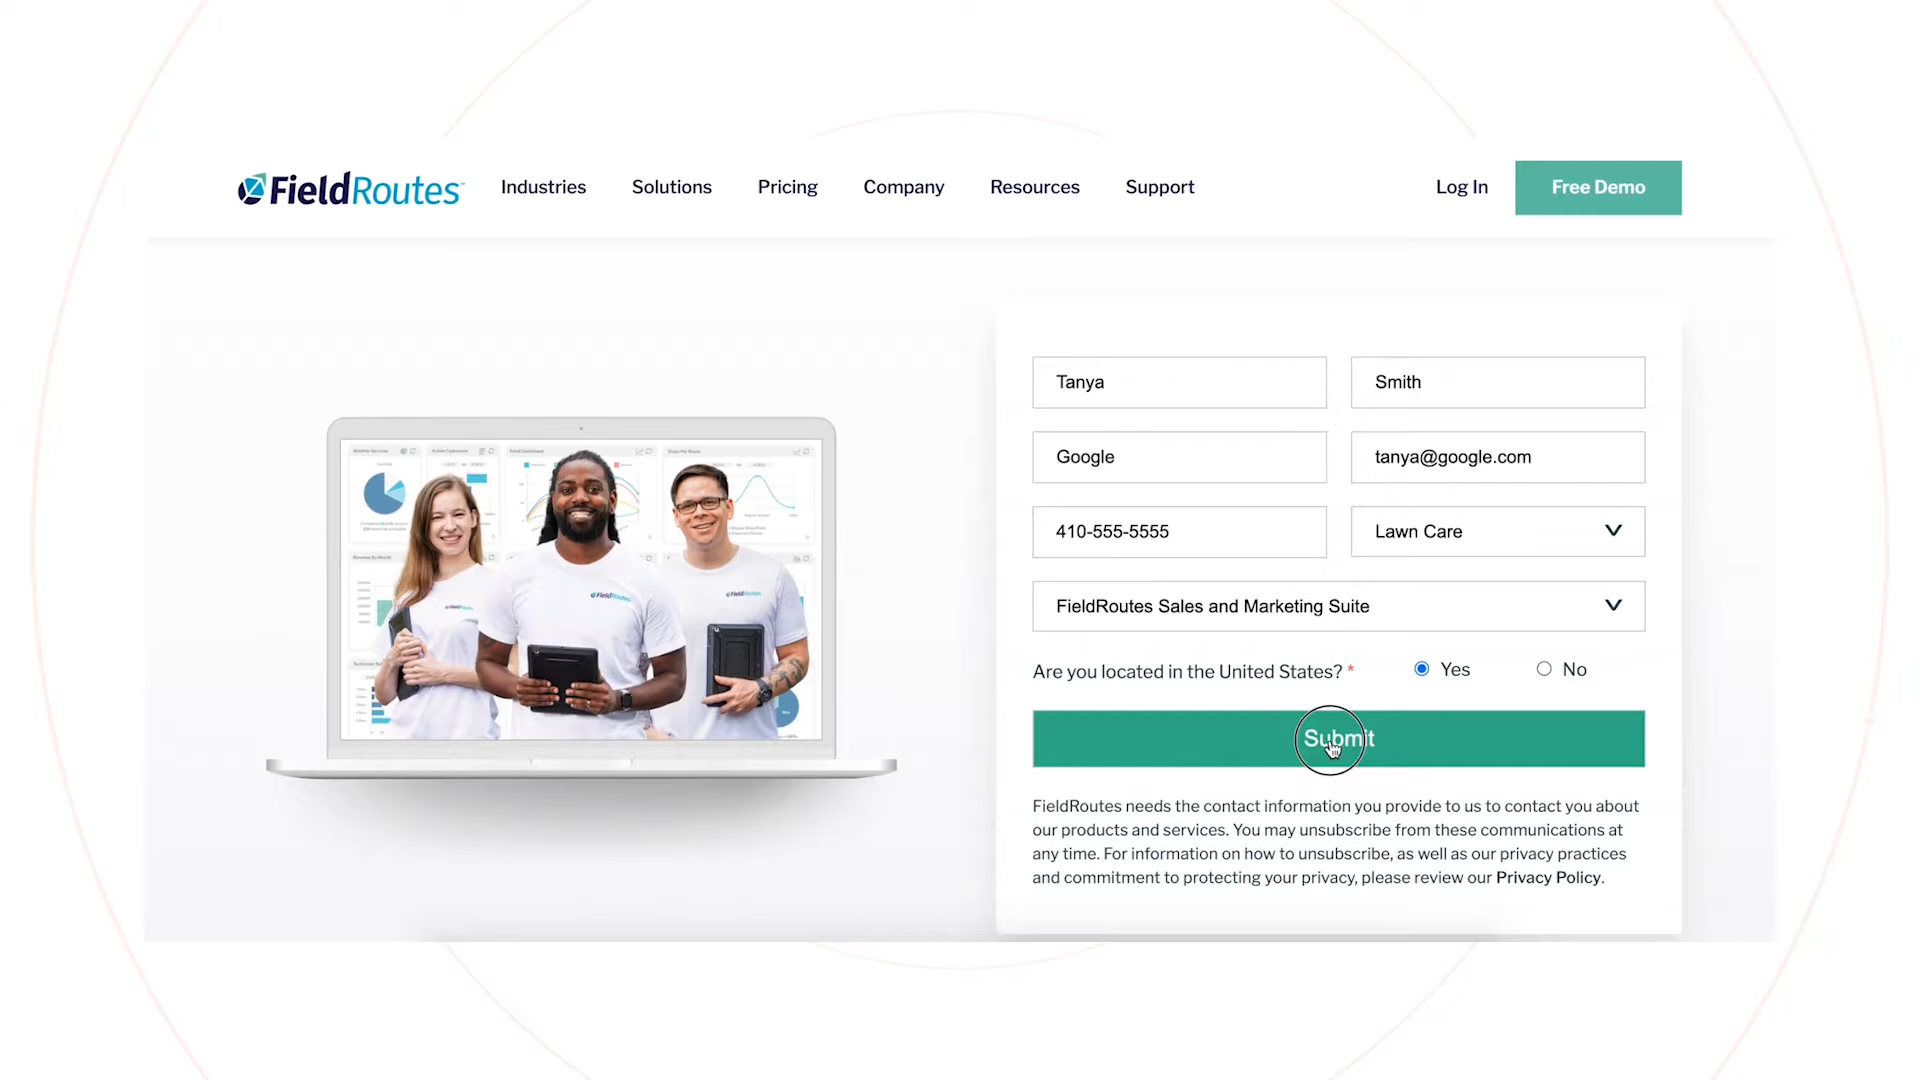 FieldRoutes
Industries
Solutions
Pricing
Company
Resources
Support
Log In
Free Demo
Tanya
Smith
Google
tanya@google.com
410-555-5555
Lawn Care
FieldRoutes Sales and Marketing Suite
Are you located in the United States? *
Yes
No
Submit
FieldRoutes needs the contact information you provide to us to contact you about
our products and services. You may unsubscribe from these communications at
any time. For information on how to unsubscribe, as well as our privacy practices
and commitment to protecting your privacy, please review our Privacy Policy.
FieldRoutes
FieldRoutes
FieldRoutes